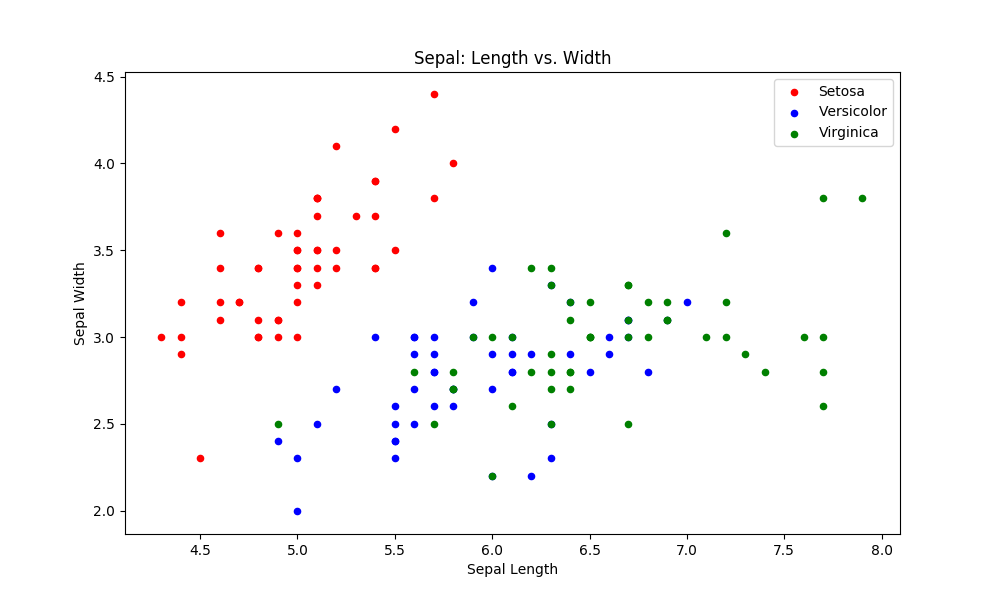 Sepal: Length vs. Width
4.5
4.0
3.5
3.0
2.5
2.0
Sepal Width
Setosa
Versicolor
Virginica
4.5 5.0 5.5 6.0 6.5 7.0 7.5 8.0
Sepal Length